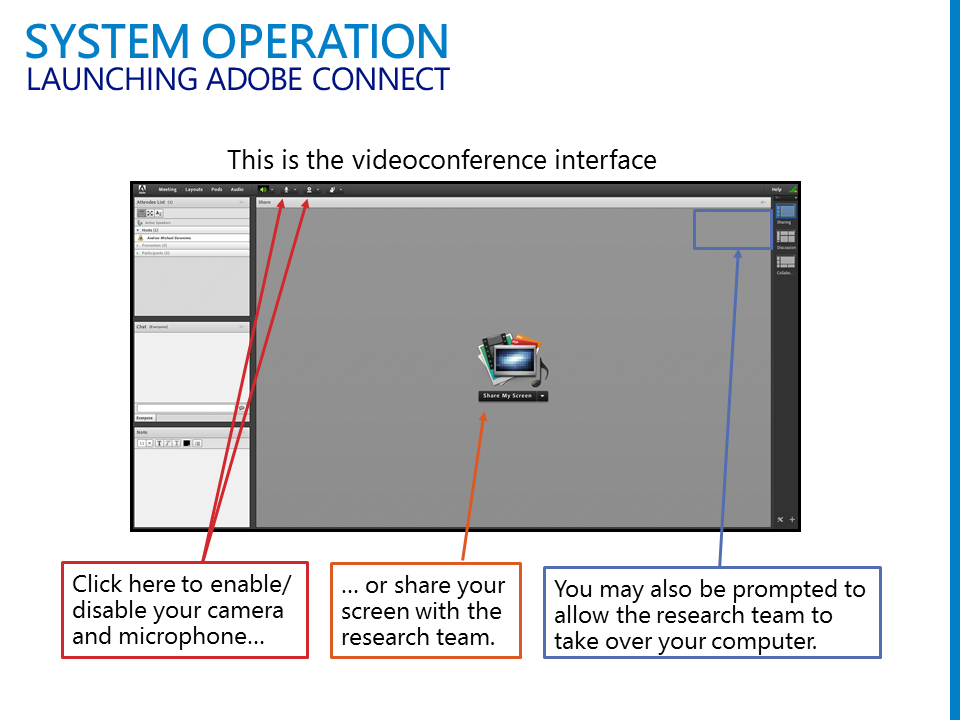 SYSTEM OPERATION
LAUNCHING ADOBE CONNECT
This is the videoconference interface
Meeting Layouts Pods Audio Help
Attendee List (1)
Share
Active Speakers
Hosts (1)
Andrew Michael Geronimo
Presenters (0)
Participants (0)
Sharing
Discussion
Collabo...
Chat (Everyone)
Share My Screen
Everyone
Note
Click here to enable/
disable your camera
and microphone...
... or share your
screen with the
research team.
You may also be prompted to
allow the research team to
take over your computer.